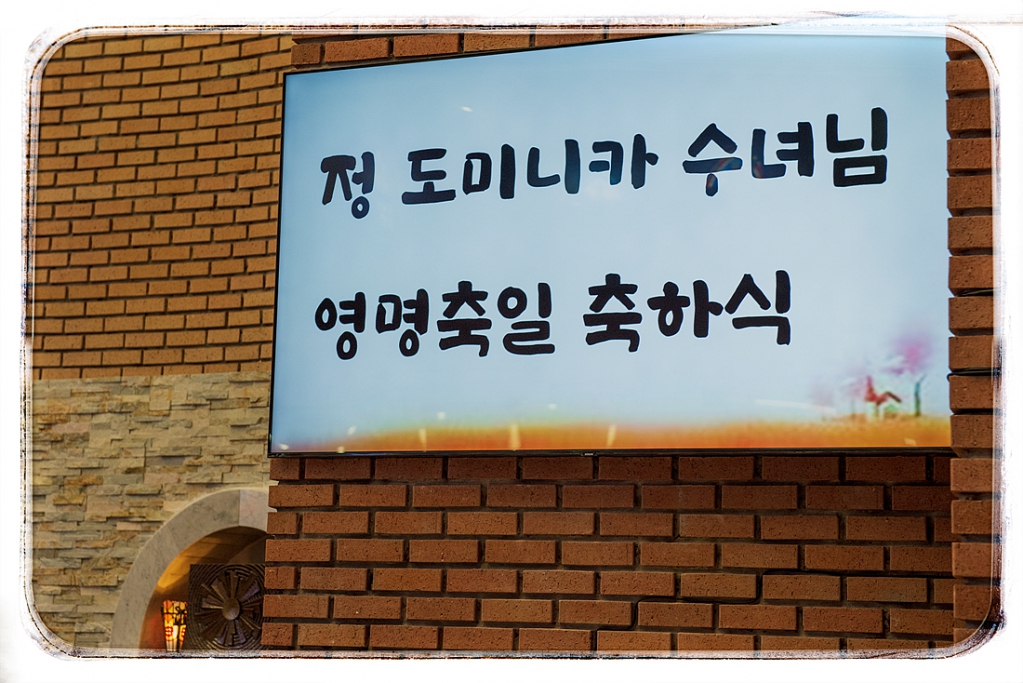 정 도미니카 수녀님
영명축일 축하식